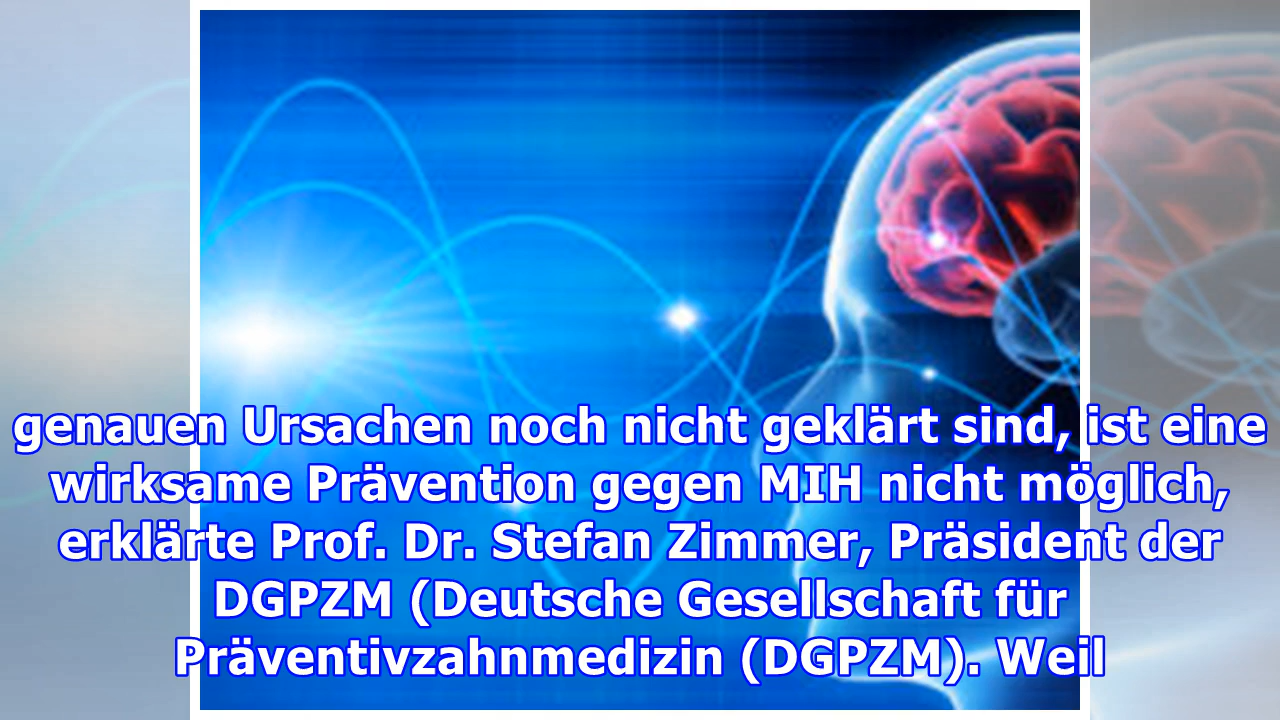 genauen Ursachen noch nicht geklärt sind, ist eine
wirksame Prävention gegen MIH nicht möglich,
erklärte Prof. Dr. Stefan Zimmer, Präsident der
DGPZM (Deutsche Gesellschaft für
Präventivzahnmedizin (DGPZM). Weil